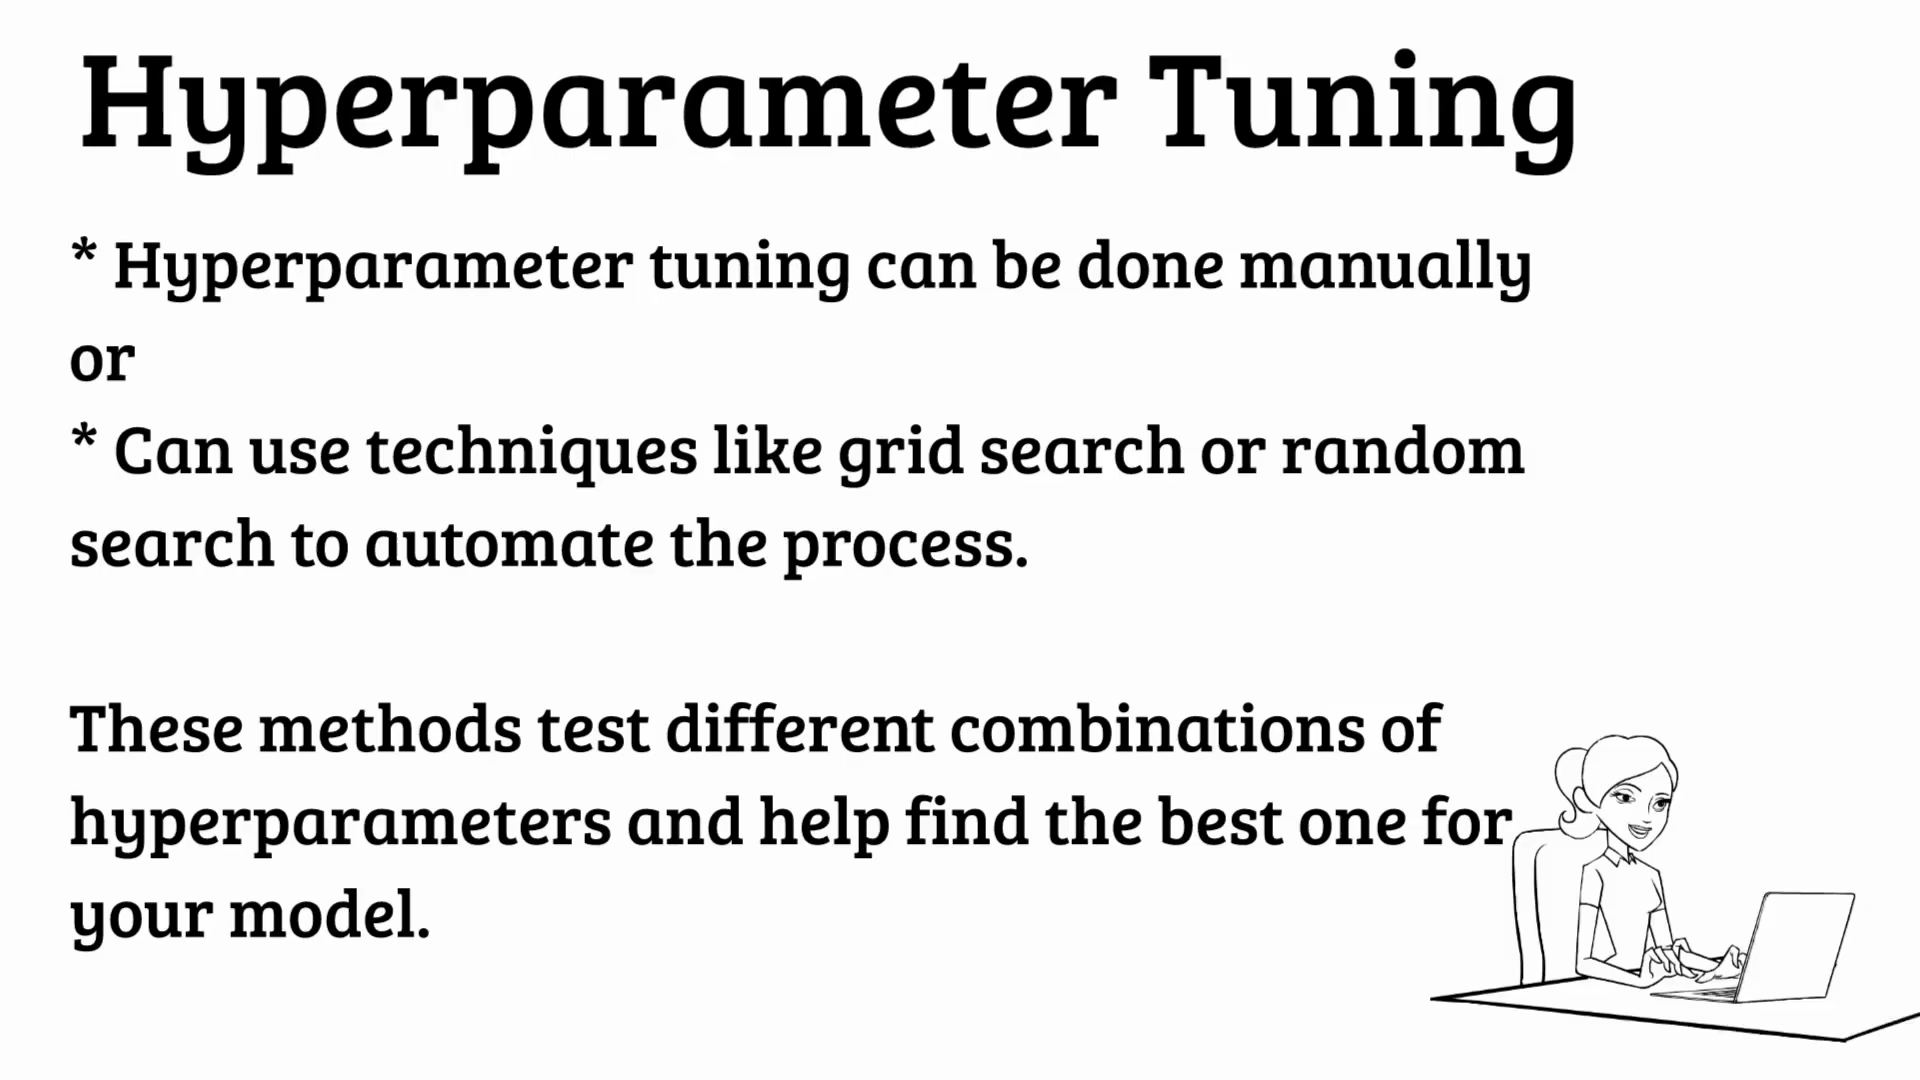 Hyperparameter Tuning
* Hyperparameter tuning can be done manually
or
* Can use techniques like grid search or random
search to automate the process.
These methods test different combinations of
hyperparameters and help find the best one for
your model.